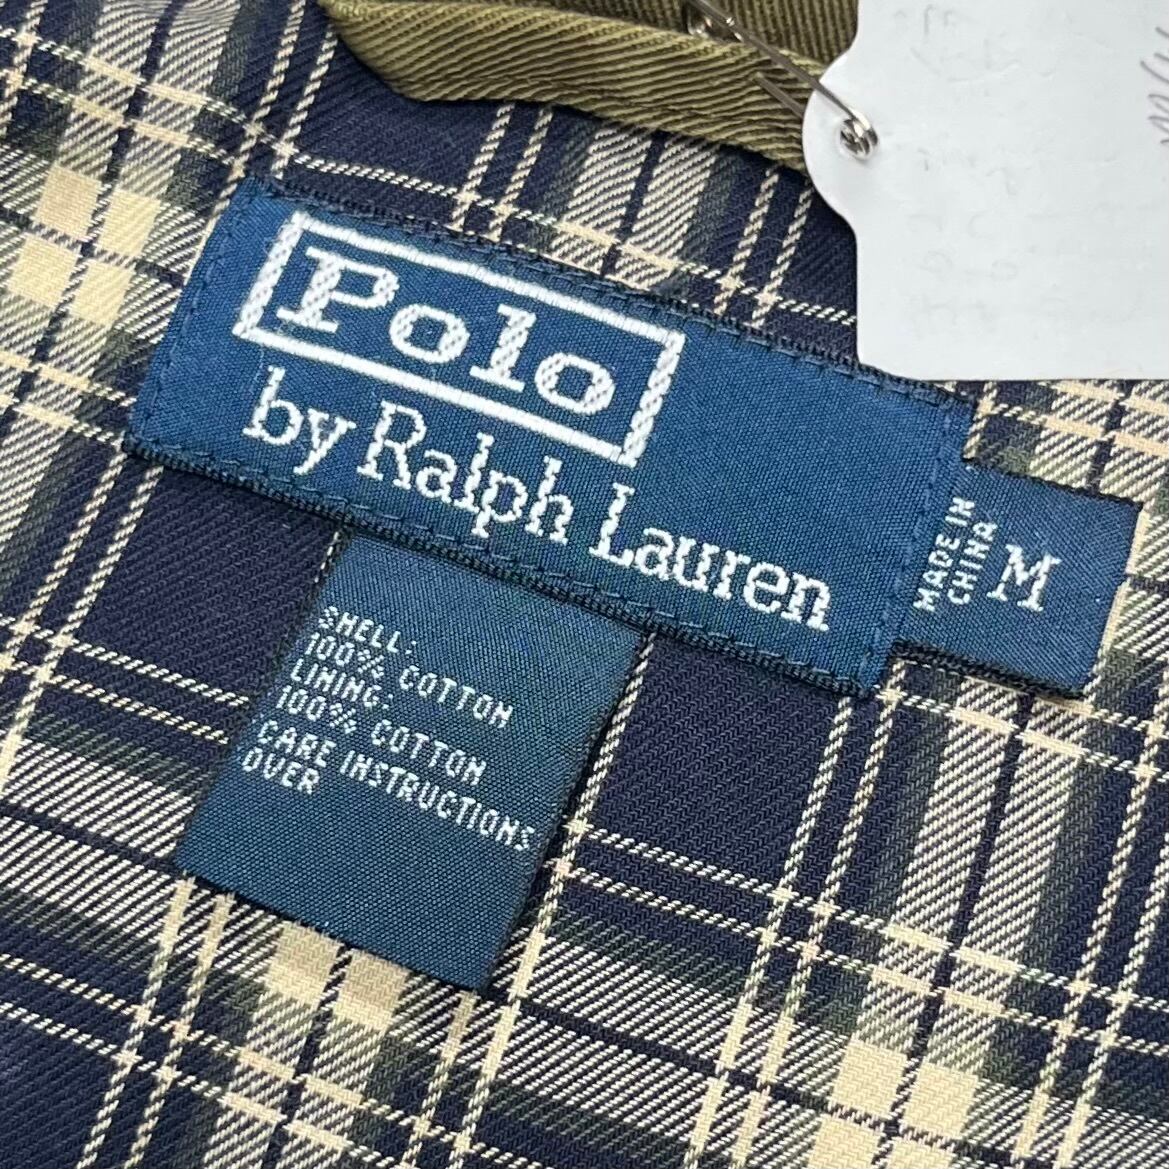 Polo
by Ralph Lauren
MADE IN
CHINA
M
SHELL:
100% COTTON
LINING:
100% COTTON
CARE INSTRUCTIONS
OVER